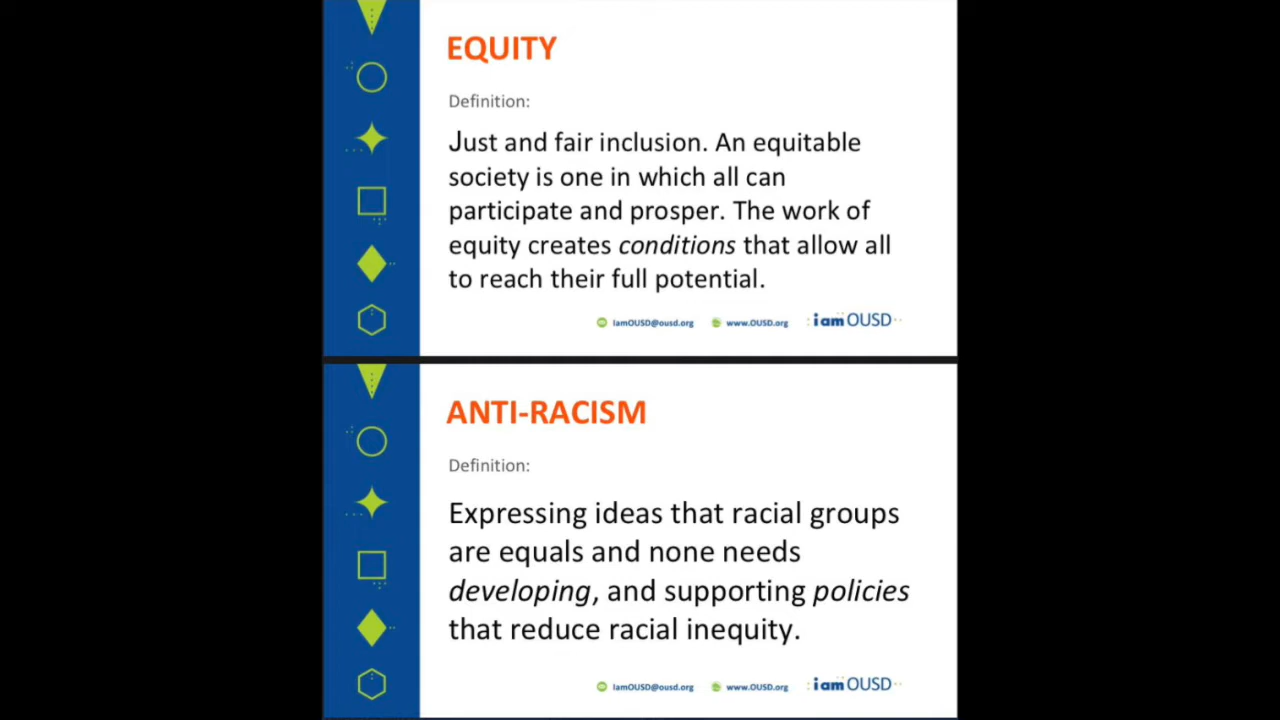 EQUITY
Definition:
Just and fair inclusion. An equitable
society is one in which all can
participate and prosper. The work of
equity creates conditions that allow all
to reach their full potential.
IamOUSD@ousd.org www.OUSD.org i am OUSD
ANTI-RACISM
Definition:
Expressing ideas that racial groups
are equals and none needs
developing, and supporting policies
that reduce racial inequity.
IamOUSD@ousd.org www.OUSD.org i am OUSD